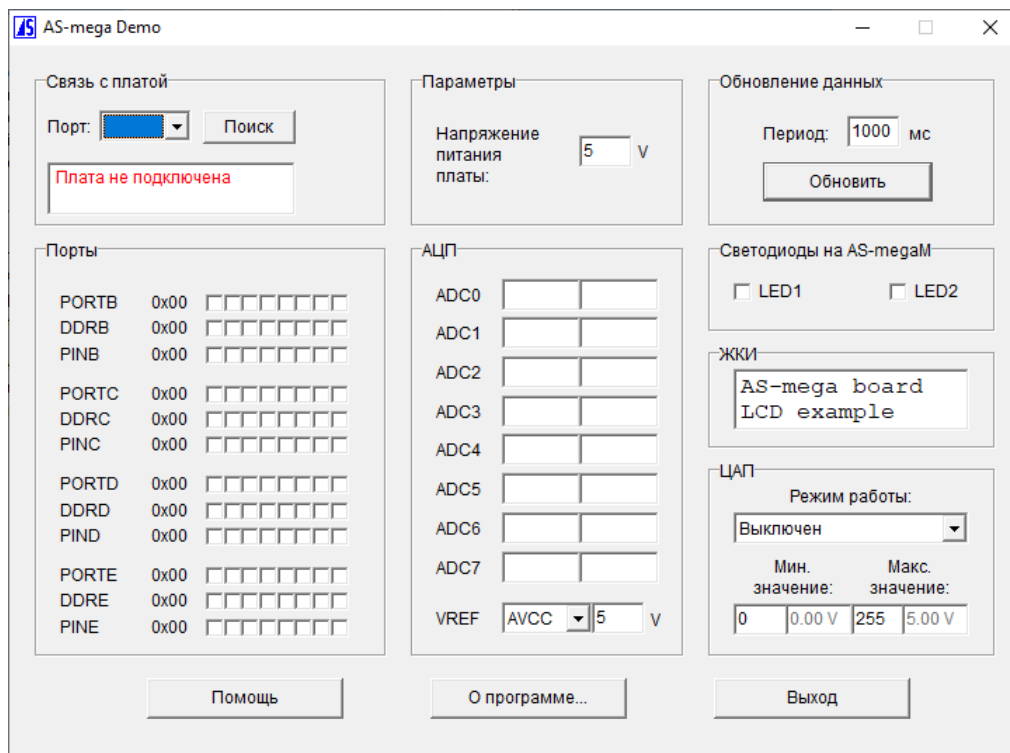 AS-mega Demo
Связь с платой
Порт:
Поиск
Плата не подключена
Параметры
Напряжение
питания
платы:
5 V
Обновление данных
Период: 1000 мс
Обновить
Порты
PORTB 0x00
DDRB 0x00
PINB 0x00
PORTC 0x00
DDRC 0x00
PINC 0x00
PORTD 0x00
DDRD 0x00
PIND 0x00
PORTE 0x00
DDRE 0x00
PINE 0x00
АЦП
ADC0
ADC1
ADC2
ADC3
ADC4
ADC5
ADC6
ADC7
VREF AVCC 5 V
Светодиоды на AS-megaM
LED1 LED2
ЖКИ
AS-mega board
LCD example
ЦАП
Режим работы:
Выключен
Мин.
значение:
Макс.
значение:
0 0.00 V 255 5.00 V
Помощь
О программе...
Выход